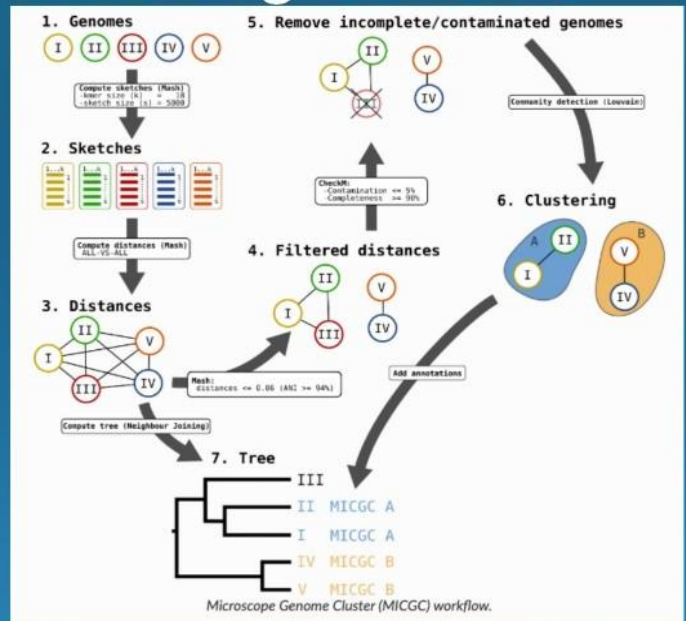 1. Genomes
I II III IV V
Compute sketches (Mash)
-kmer size (k) = 18
-sketch size (s) = 5000
2. Sketches
Compute distances (Mash)
ALL-VS-ALL
3. Distances
I
II
III
IV
V
Mash:
distances <= 0.06 (ANI >= 94%)
4. Filtered distances
I
II
III
V
IV
CheckM:
-Contamination <= 5%
-Completeness >= 90%
5. Remove incomplete/contaminated genomes
I
II
V
IV
Community detection (Louvain)
6. Clustering
A
II
I
B
V
IV
Add annotations
Compute tree (Neighbour Joining)
7. Tree
III
II MICGC A
I MICGC A
IV MICGC B
V MICGC B
Microscope Genome Cluster (MICGC) workflow.